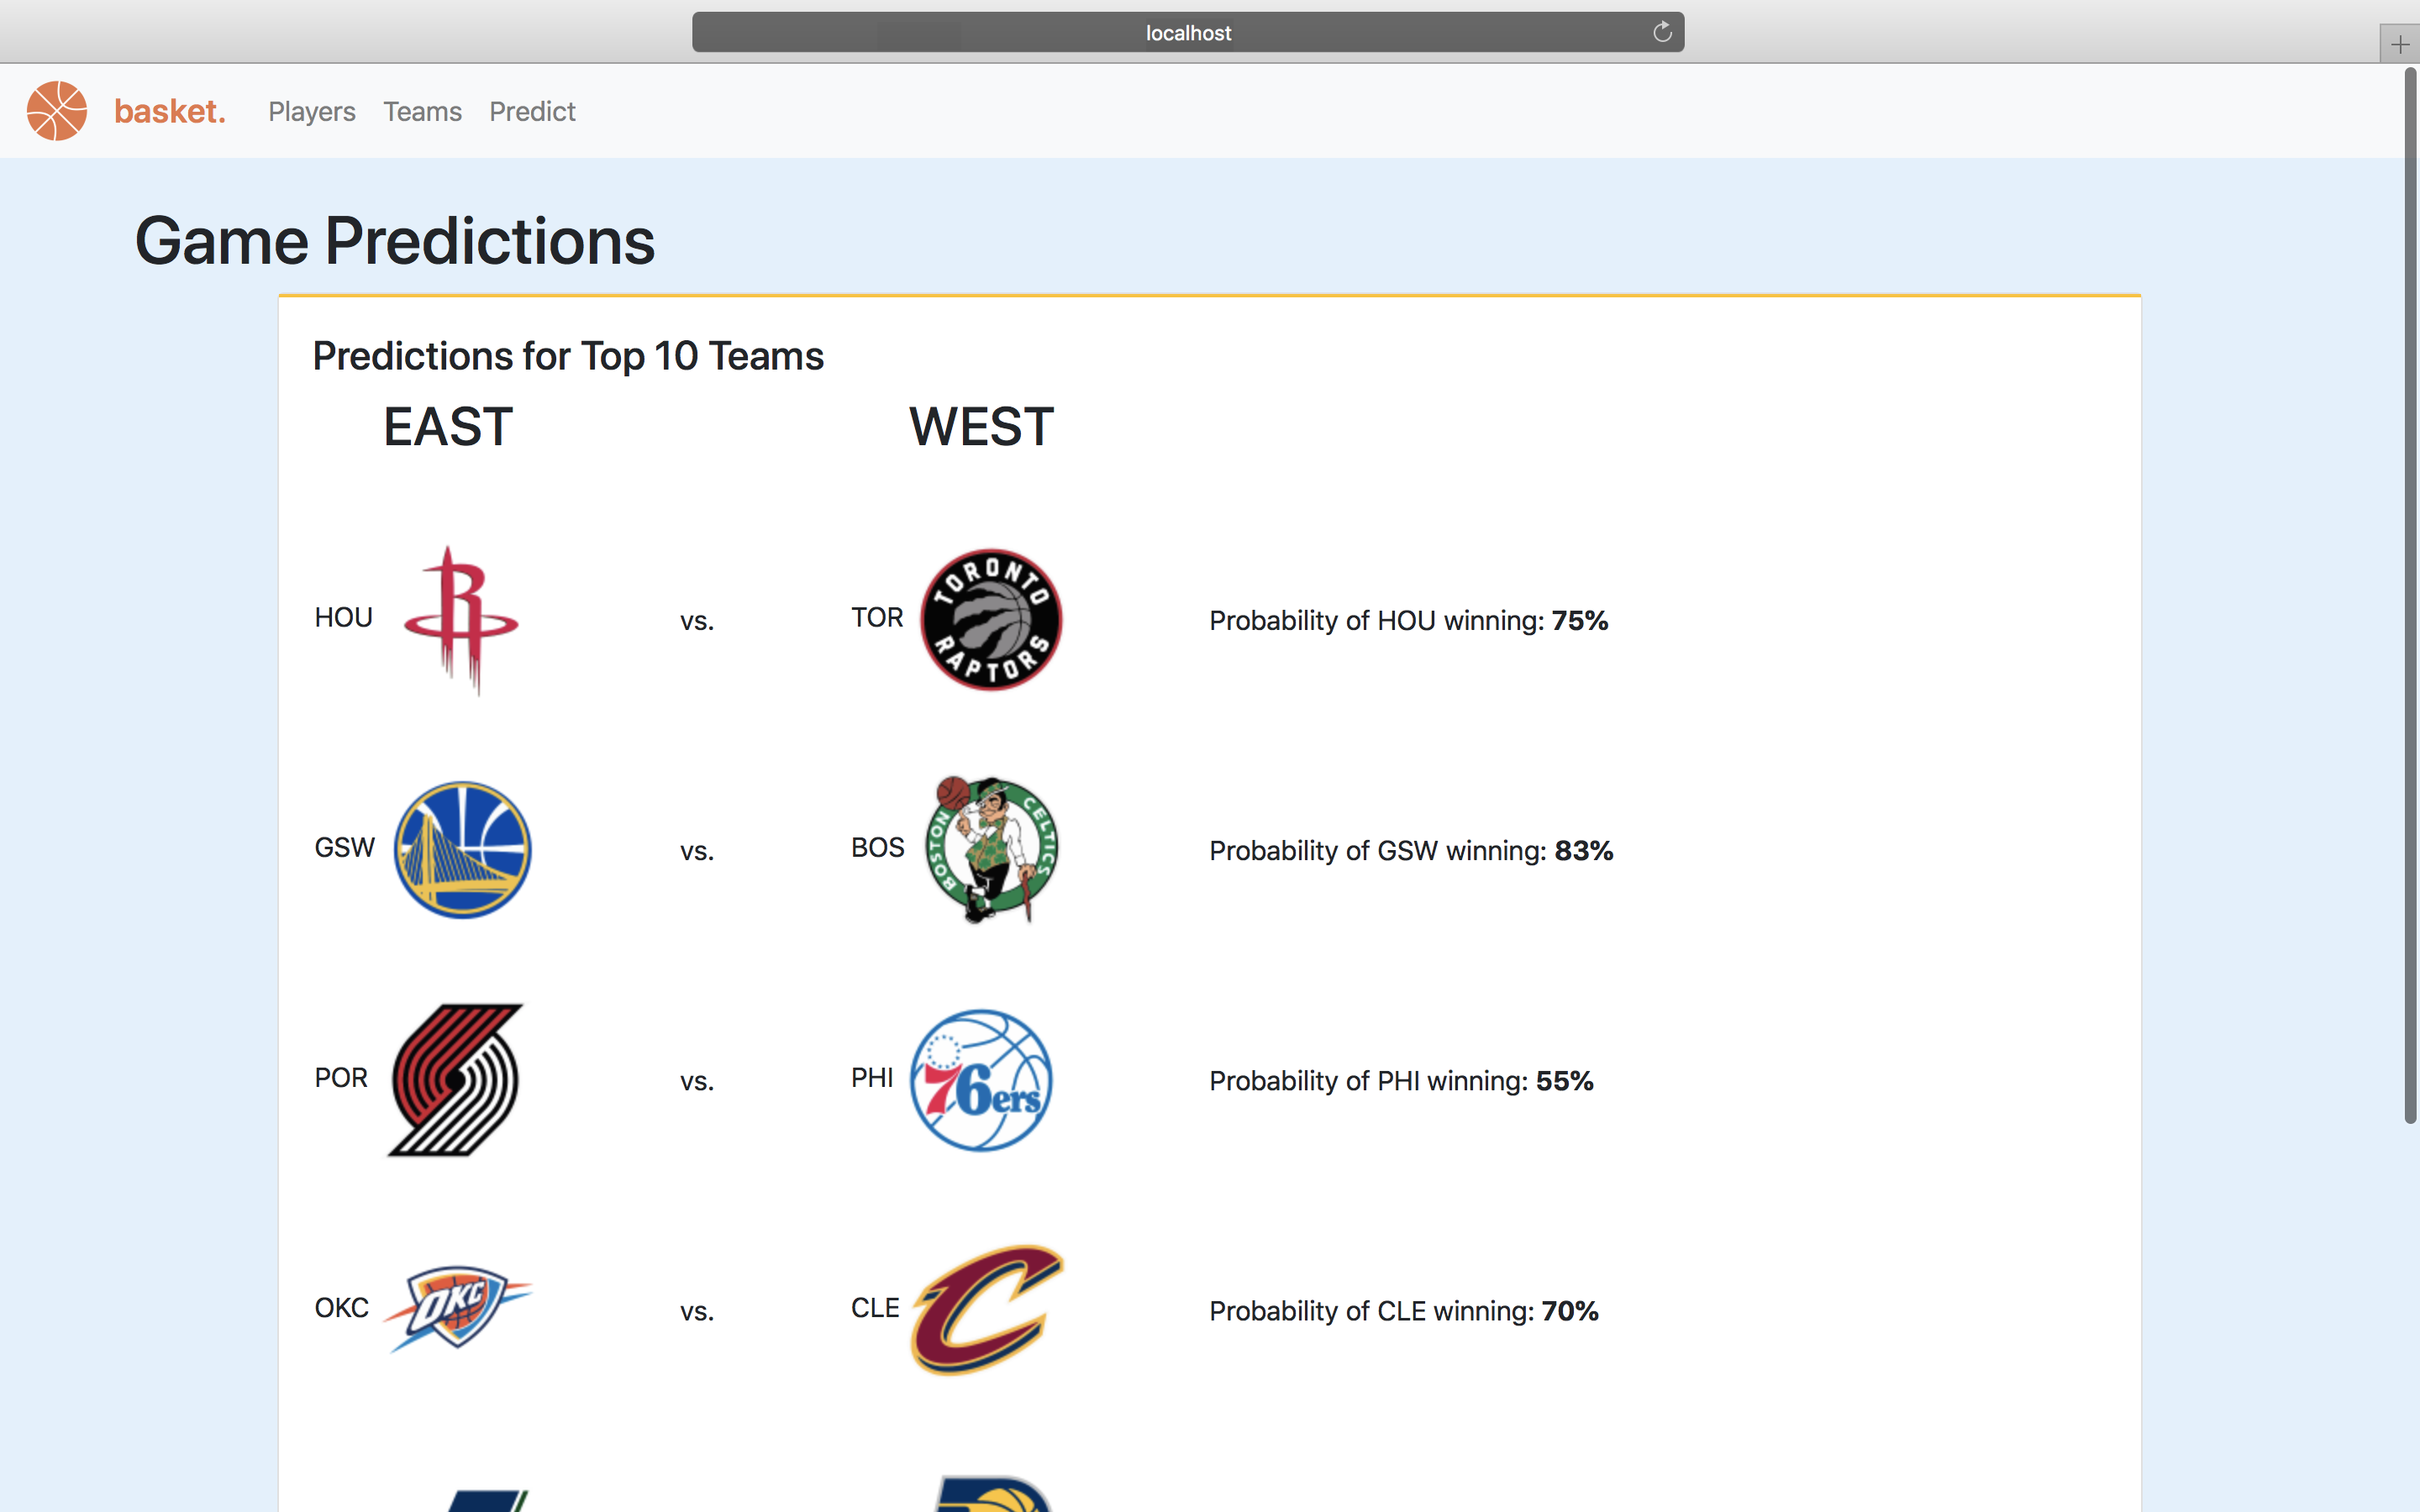 localhost
basket. Players Teams Predict
Game Predictions
Predictions for Top 10 Teams
EAST WEST
HOU vs. TOR TORONTO RAPTORS Probability of HOU winning: 75%
GSW vs. BOS BOSTON CELTICS Probability of GSW winning: 83%
POR vs. PHI 76ers Probability of PHI winning: 55%
OKC OKC vs. CLE C Probability of CLE winning: 70%